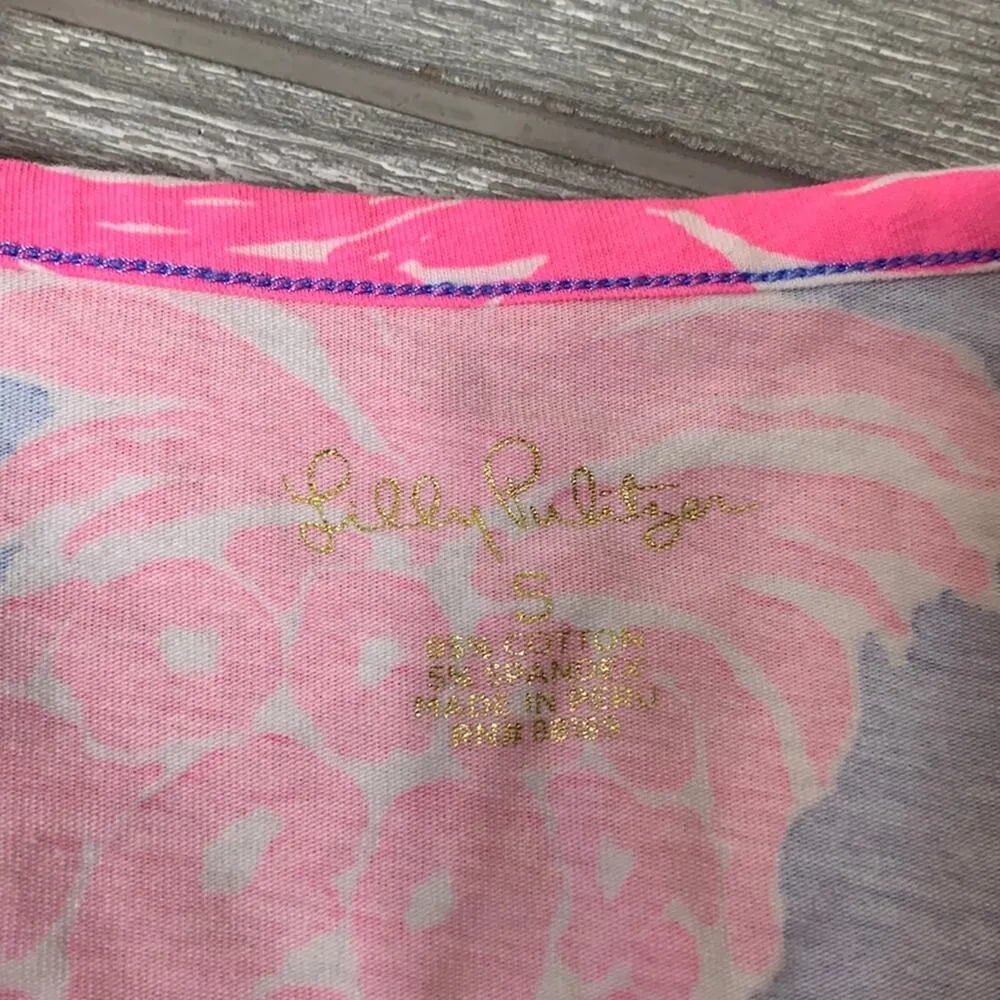 Lilly Pulitzer
S
95% COTTON
5% SPANDEX
MADE IN PERU
RN#